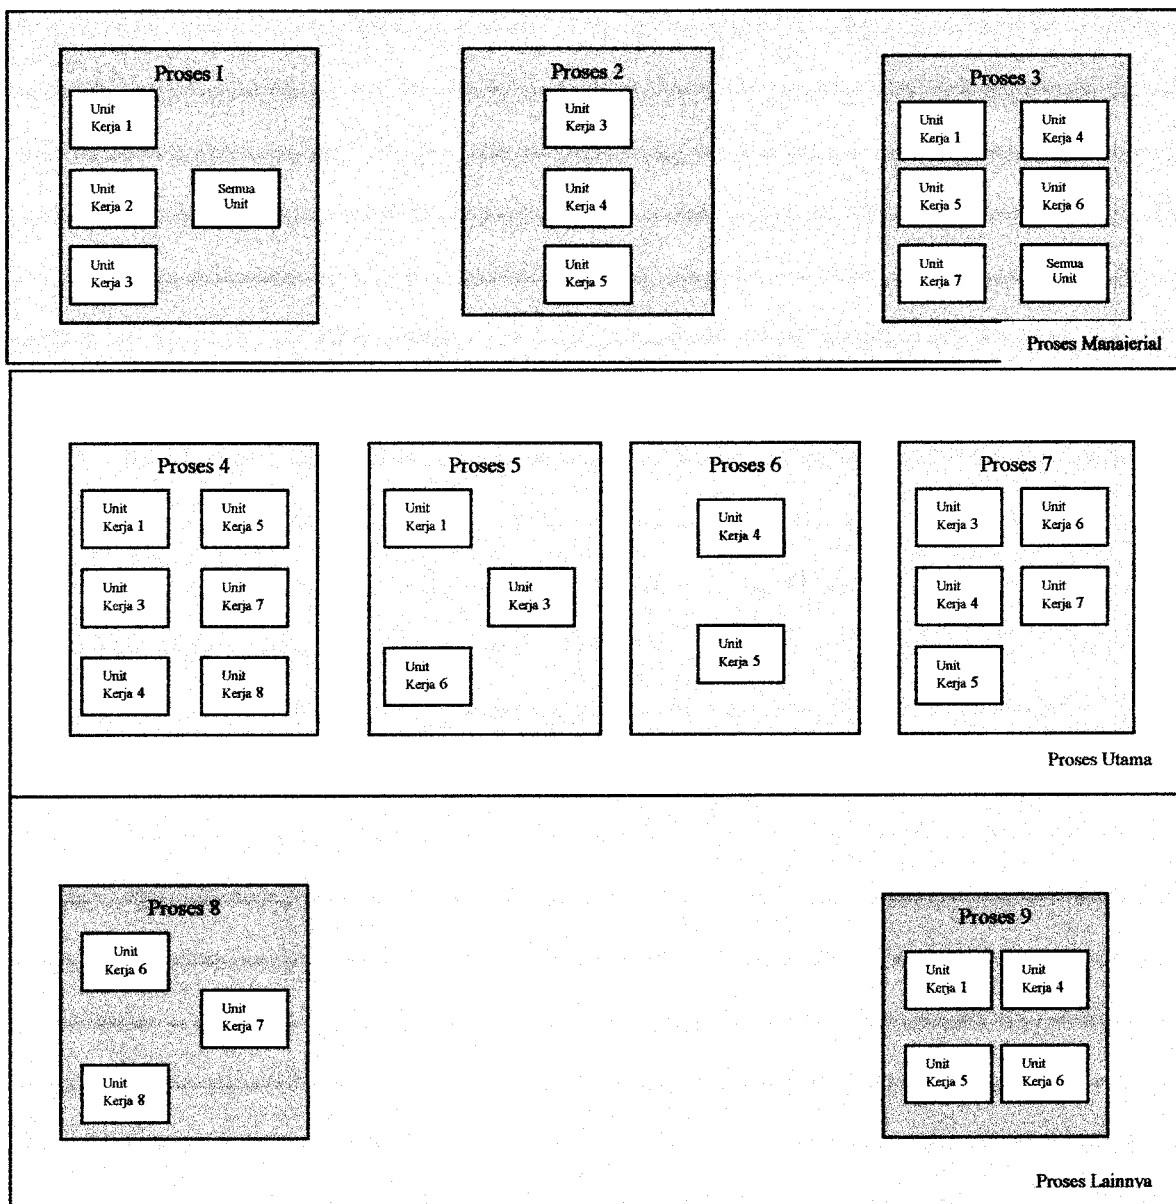 Proses 1
Unit
Kerja 1
Unit
Kerja 2
Semua
Unit
Unit
Kerja 3
Proses 2
Unit
Kerja 3
Unit
Kerja 4
Unit
Kerja 5
Proses 3
Unit
Kerja 1
Unit
Kerja 4
Unit
Kerja 5
Unit
Kerja 6
Unit
Kerja 7
Semua
Unit
Proses Manajerial
Proses 4
Unit
Kerja 1
Unit
Kerja 5
Unit
Kerja 3
Unit
Kerja 7
Unit
Kerja 4
Unit
Kerja 8
Proses 5
Unit
Kerja 1
Unit
Kerja 3
Unit
Kerja 6
Proses 6
Unit
Kerja 4
Unit
Kerja 5
Proses 7
Unit
Kerja 3
Unit
Kerja 6
Unit
Kerja 4
Unit
Kerja 7
Unit
Kerja 5
Proses Utama
Proses 8
Unit
Kerja 6
Unit
Kerja 7
Unit
Kerja 8
Proses 9
Unit
Kerja 1
Unit
Kerja 4
Unit
Kerja 5
Unit
Kerja 6
Proses Lainnya